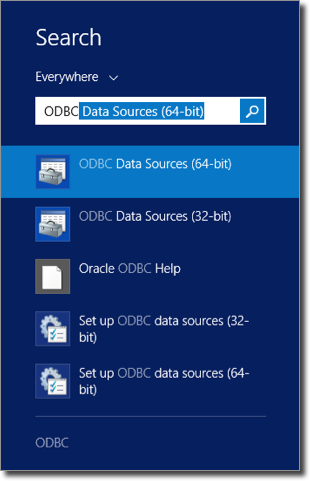 Search
Everywhere
ODBC Data Sources (64-bit)
ODBC Data Sources (64-bit)
ODBC Data Sources (32-bit)
Oracle ODBC Help
Set up ODBC data sources (32-
bit)
Set up ODBC data sources (64-
bit)
ODBC